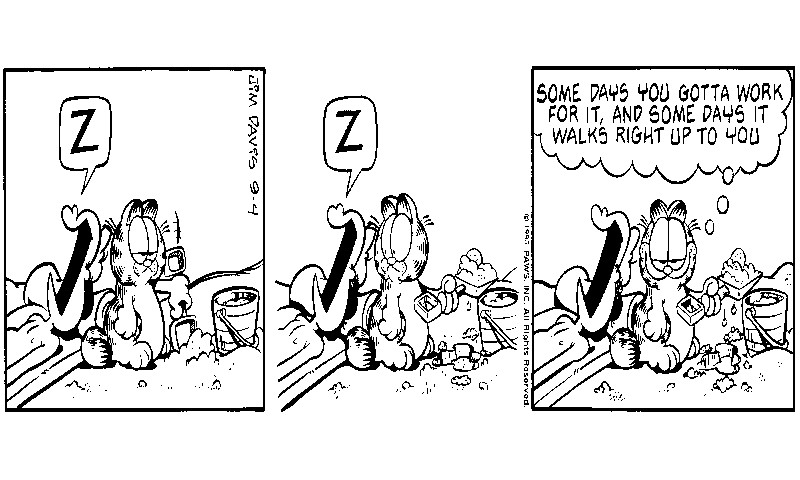 Z
JIM DAVIS 9-4
Z
PAWS, INC. All Rights Reserved.
SOME DAYS YOU GOTTA WORK
FOR IT, AND SOME DAYS IT
WALKS RIGHT UP TO YOU